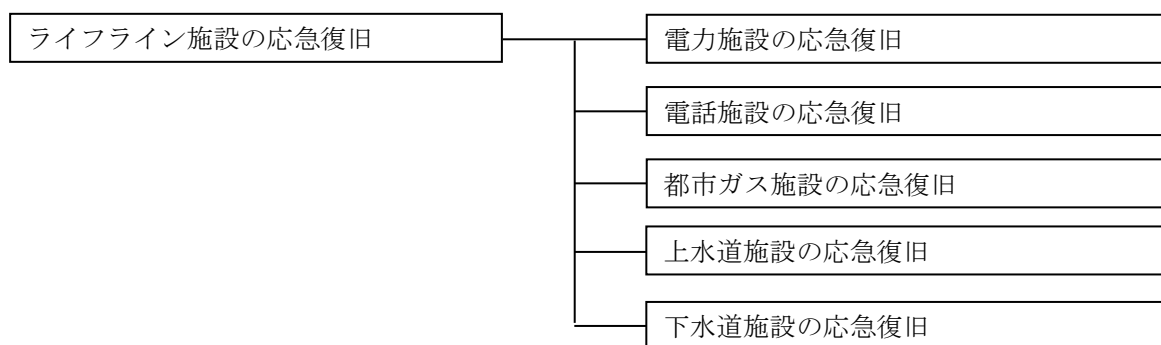 ライフライン施設の応急復旧
電力施設の応急復旧
電話施設の応急復旧
都市ガス施設の応急復旧
上水道施設の応急復旧
下水道施設の応急復旧